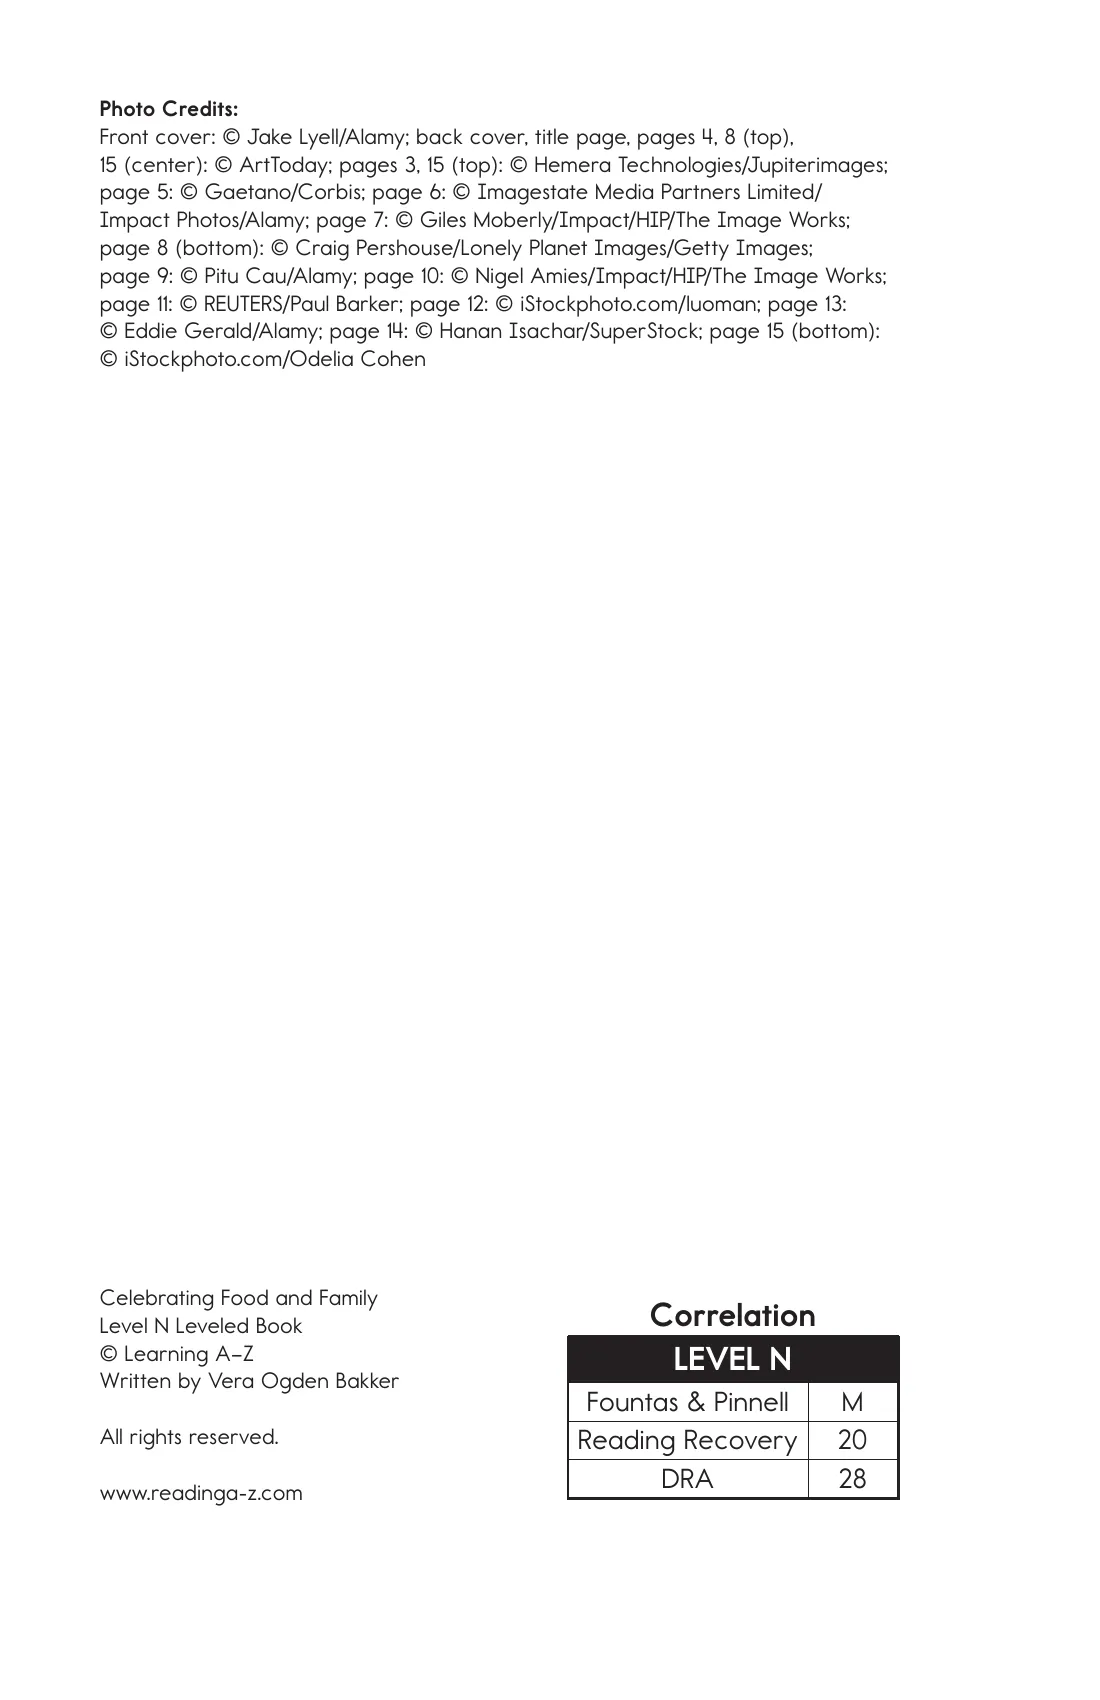 Photo Credits:
Front cover: © Jake Lyell/Alamy; back cover, title page, pages 4, 8 (top),
15 (center): © ArtToday; pages 3, 15 (top): © Hemera Technologies/Jupiterimages;
page 5: © Gaetano/Corbis; page 6: © Imagestate Media Partners Limited/
Impact Photos/Alamy; page 7: © Giles Moberly/Impact/HIP/The Image Works;
page 8 (bottom): © Craig Pershouse/Lonely Planet Images/Getty Images;
page 9: © Pitu Cau/Alamy; page 10: © Nigel Amies/Impact/HIP/The Image Works;
page 11: © REUTERS/Paul Barker; page 12: © iStockphoto.com/luoman; page 13:
© Eddie Gerald/Alamy; page 14: © Hanan Isachar/SuperStock; page 15 (bottom):
© iStockphoto.com/Odelia Cohen
Celebrating Food and Family
Level N Leveled Book
© Learning A–Z
Written by Vera Ogden Bakker
All rights reserved.
www.readinga-z.com
Correlation
LEVEL N
Fountas & Pinnell M
Reading Recovery 20
DRA 28